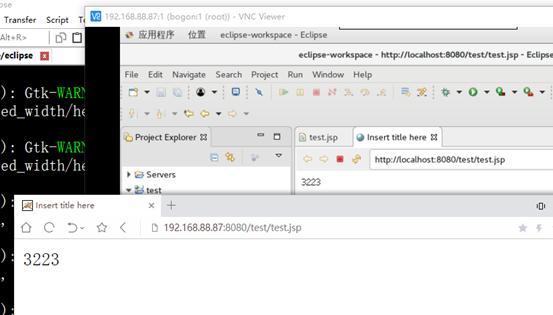 pse
Transfer Script T
Alt+R>
e/eclipse
): Gtk-WARN
ed_width/he
): Gtk-WARN
ed_width/he
):
):
):
192.168.88.87:1 (bogon:1 (root)) - VNC Viewer
应用程序 位置 eclipse-workspace - Eclipse
eclipse-workspace - http://localhost:8080/test/test.jsp
File Edit Navigate Search Project Run Window Help
Project Explorer
Servers
test
test.jsp Insert title here
http://localhost:8080/test/test.jsp
3223
Insert title here
192.168.88.87:8080/test/test.jsp
3223